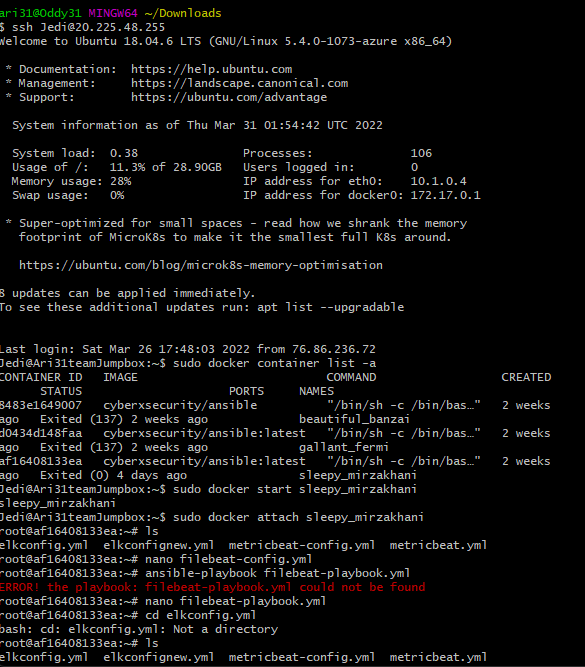 Ari31@Oddy31 MINGW64 ~/Downloads
$ ssh Jedi@20.225.48.255
Welcome to Ubuntu 18.04.6 LTS (GNU/Linux 5.4.0-1073-azure x86_64)
* Documentation:  https://help.ubuntu.com
* Management:     https://landscape.canonical.com
* Support:        https://ubuntu.com/advantage
System information as of Thu Mar 31 01:54:42 UTC 2022
System load:  0.38               Processes:              106
Usage of /:   11.3% of 28.90GB   Users logged in:        0
Memory usage: 28%                IP address for eth0:    10.1.0.4
Swap usage:   0%                 IP address for docker0: 172.17.0.1
* Super-optimized for small spaces - read how we shrank the memory
footprint of MicroK8s to make it the smallest full K8s around.
https://ubuntu.com/blog/microk8s-memory-optimisation
8 updates can be applied immediately.
To see these additional updates run: apt list --upgradable
Last login: Sat Mar 26 17:48:03 2022 from 76.86.236.72
Jedi@Ari31teamJumpbox:~$ sudo docker container list -a
CONTAINER ID   IMAGE                          COMMAND                  CREATED
STATUS                     PORTS     NAMES
8483e1649007   cyberxsecurity/ansible          "/bin/sh -c /bin/bas…"   2 weeks
ago   Exited (137) 2 weeks ago             beautiful_banzai
d0434d148faa   cyberxsecurity/ansible:latest   "/bin/sh -c /bin/bas…"   2 weeks
ago   Exited (137) 2 weeks ago             gallant_fermi
af16408133ea   cyberxsecurity/ansible:latest   "/bin/sh -c /bin/bas…"   2 weeks
ago   Exited (0) 4 days ago                sleepy_mirzakhani
Jedi@Ari31teamJumpbox:~$ sudo docker start sleepy_mirzakhani
sleepy_mirzakhani
Jedi@Ari31teamJumpbox:~$ sudo docker attach sleepy_mirzakhani
root@af16408133ea:~# ls
elkconfig.yml  elkconfignew.yml  metricbeat-config.yml  metricbeat.yml
root@af16408133ea:~# nano filebeat-config.yml
root@af16408133ea:~# ansible-playbook filebeat-playbook.yml
ERROR! the playbook: filebeat-playbook.yml could not be found
root@af16408133ea:~# nano filebeat-playbook.yml
root@af16408133ea:~# cd elkconfig.yml
bash: cd: elkconfig.yml: Not a directory
root@af16408133ea:~# ls
elkconfig.yml  elkconfignew.yml  metricbeat-config.yml  metricbeat.yml